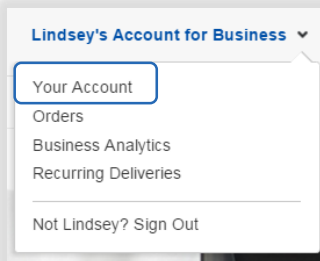 Lindsey's Account for Business
Your Account
Orders
Business Analytics
Recurring Deliveries
Not Lindsey? Sign Out